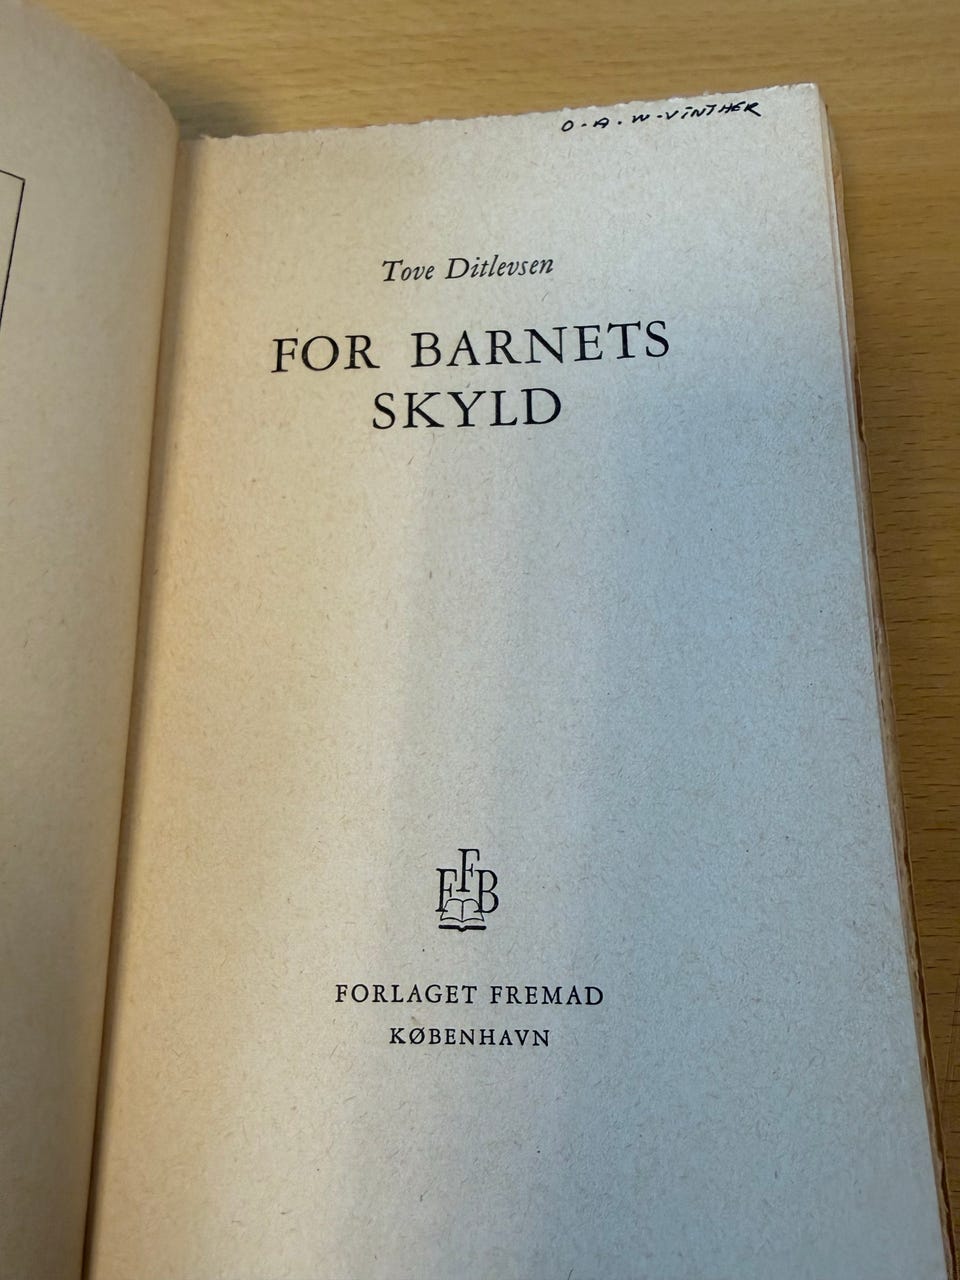 O. A. W. VINTHER
Tove Ditlevsen
FOR BARNETS
SKYLD
FFB
FORLAGET FREMAD
KØBENHAVN